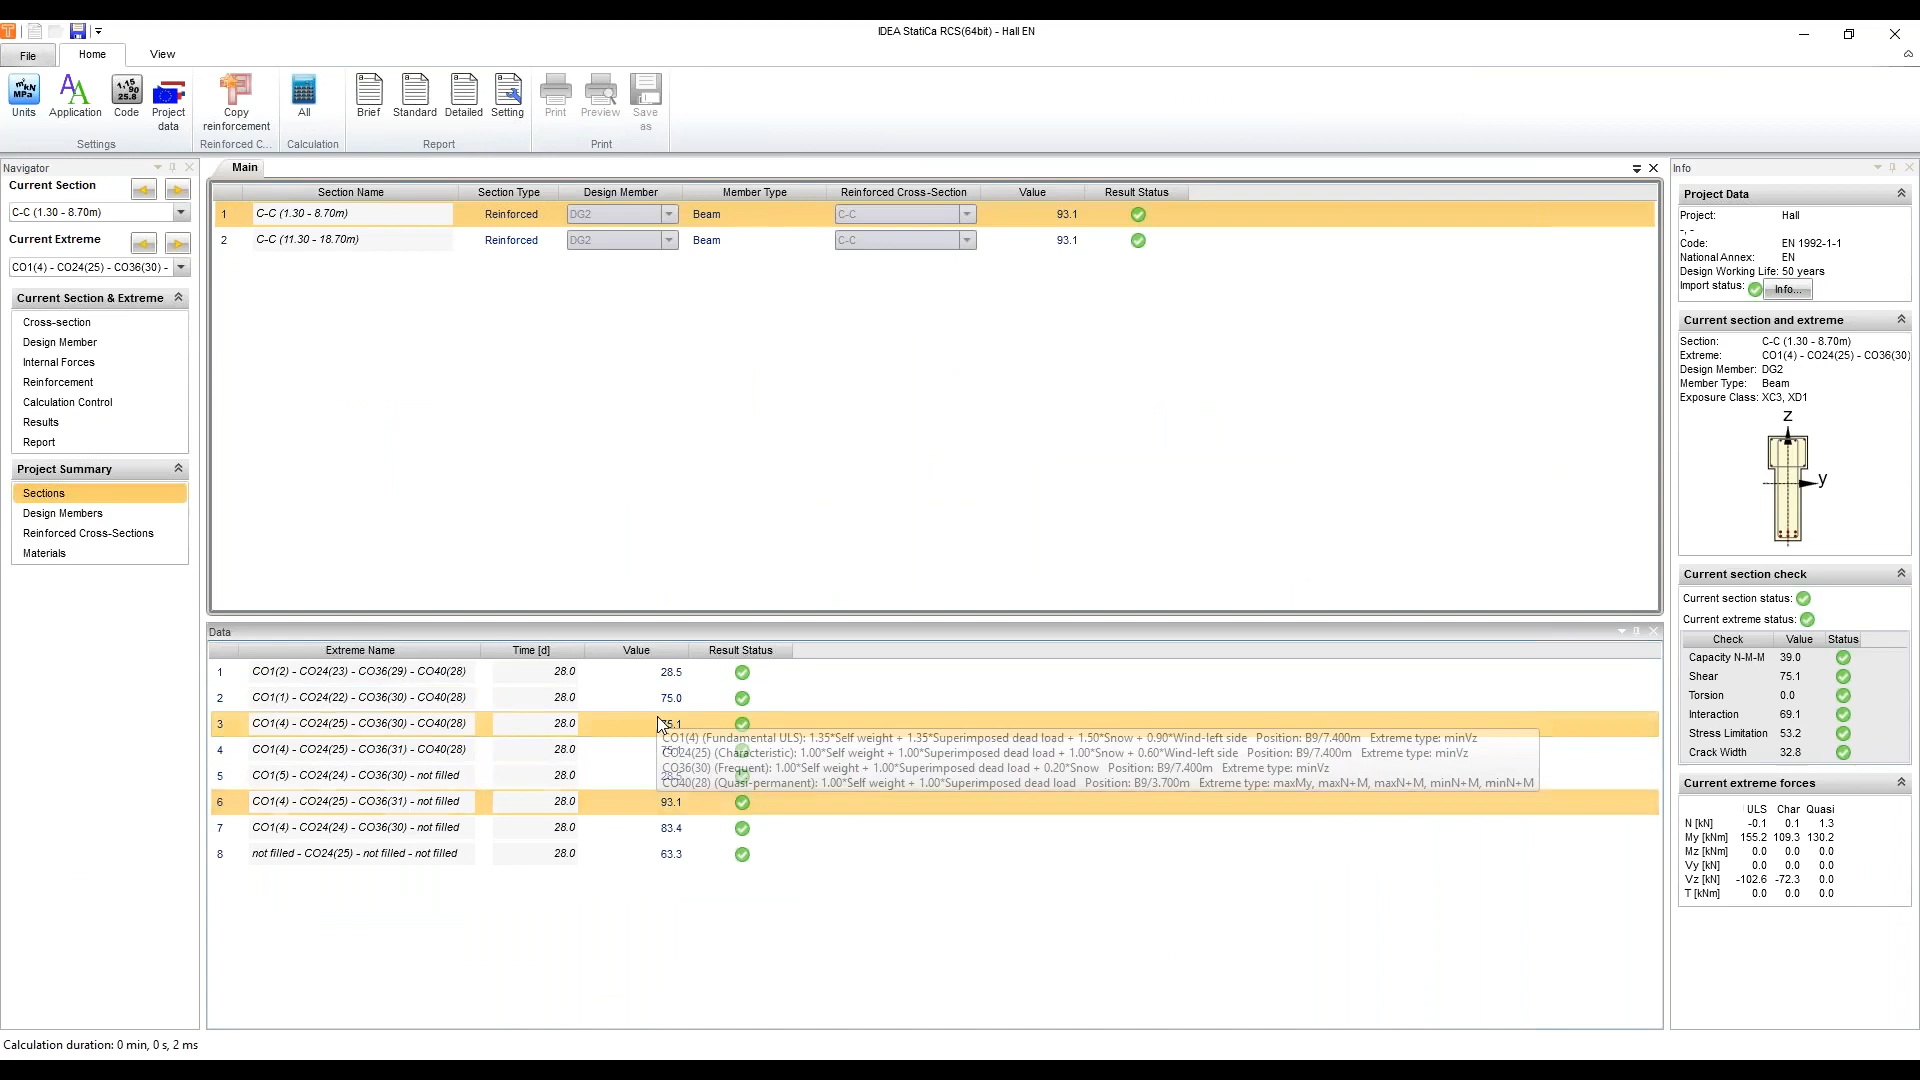 IDEA StatiCa RCS(64bit) - Hall EN
File Home View
Units Application Code Project data
Settings
Copy reinforcement
Reinforced C...
All
Calculation
Brief Standard Detailed Setting
Report
Print Preview Save as
Print
Navigator
Current Section
C-C (1.30 - 8.70m)
Current Extreme
CO1(4) - CO24(25) - CO36(30) -
Current Section & Extreme
Cross-section
Design Member
Internal Forces
Reinforcement
Calculation Control
Results
Report
Project Summary
Sections
Design Members
Reinforced Cross-Sections
Materials
Main
Section Name Section Type Design Member Member Type Reinforced Cross-Section Value Result Status
1 C-C (1.30 - 8.70m) Reinforced DG2 Beam C-C 93.1
2 C-C (11.30 - 18.70m) Reinforced DG2 Beam C-C 93.1
Data
Extreme Name Time [d] Value Result Status
1 CO1(2) - CO24(23) - CO36(29) - CO40(28) 28.0 28.5
2 CO1(1) - CO24(22) - CO36(30) - CO40(28) 28.0 75.0
3 CO1(4) - CO24(25) - CO36(30) - CO40(28) 28.0 75.1
4 CO1(4) - CO24(25) - CO36(31) - CO40(28) 28.0
5 CO1(5) - CO24(24) - CO36(30) - not filled 28.0
6 CO1(4) - CO24(25) - CO36(31) - not filled 28.0 93.1
7 CO1(4) - CO24(24) - CO36(30) - not filled 28.0 83.4
8 not filled - CO24(25) - not filled - not filled 28.0 63.3
CO1(4) (Fundamental ULS): 1.35*Self weight + 1.35*Superimposed dead load + 1.50*Snow + 0.90*Wind-left side Position: B9/7.400m Extreme type: minVz
CO24(25) (Characteristic): 1.00*Self weight + 1.00*Superimposed dead load + 1.00*Snow + 0.60*Wind-left side Position: B9/7.400m Extreme type: minVz
CO36(30) (Frequent): 1.00*Self weight + 1.00*Superimposed dead load + 0.20*Snow Position: B9/7.400m Extreme type: minVz
CO40(28) (Quasi-permanent): 1.00*Self weight + 1.00*Superimposed dead load Position: B9/3.700m Extreme type: maxMy, maxN+M, maxN+M, minN+M, minN+M
Info
Project Data
Project: Hall
-, -
Code: EN 1992-1-1
National Annex: EN
Design Working Life: 50 years
Import status: Info...
Current section and extreme
Section: C-C (1.30 - 8.70m)
Extreme: CO1(4) - CO24(25) - CO36(30)
Design Member: DG2
Member Type: Beam
Exposure Class: XC3, XD1
z
y
Current section check
Current section status:
Current extreme status:
Check Value Status
Capacity N-M-M 39.0
Shear 75.1
Torsion 0.0
Interaction 69.1
Stress Limitation 53.2
Crack Width 32.8
Current extreme forces
ULS Char Quasi
N [kN] -0.1 0.1 1.3
My [kNm] 155.2 109.3 130.2
Mz [kNm] 0.0 0.0 0.0
Vy [kN] 0.0 0.0 0.0
Vz [kN] -102.6 -72.3 0.0
T [kNm] 0.0 0.0 0.0
Calculation duration: 0 min, 0 s, 2 ms